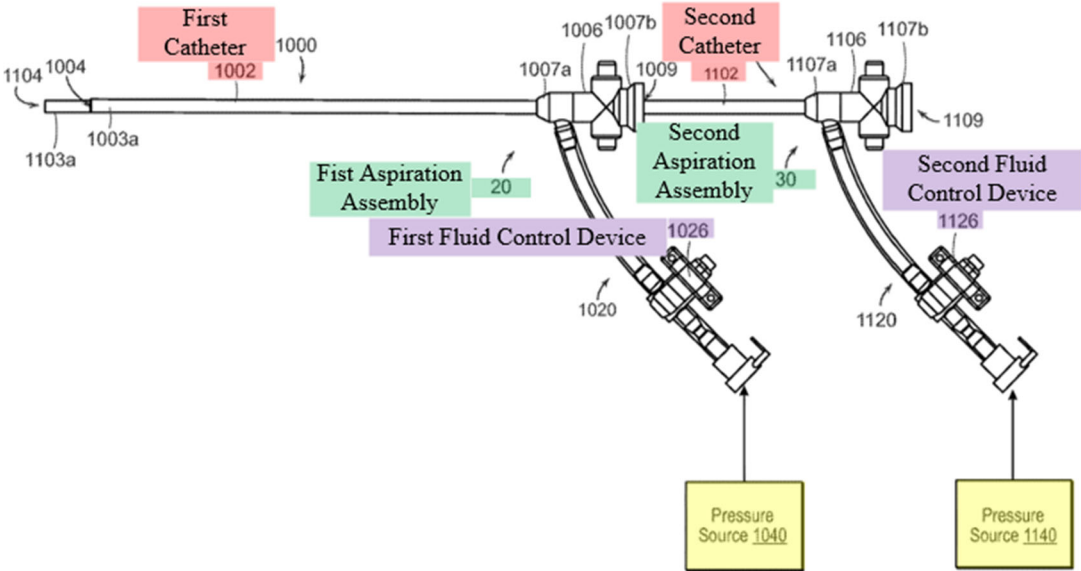 First
Catheter
1000
1002
1006
1007b
Second
Catheter
1106
1107b
1104
1004
1007a
1009
1102
1107a
1003a
1103a
1109
Fist Aspiration
Assembly
20
Second
Aspiration
Assembly
30
Second Fluid
Control Device
1126
First Fluid Control Device
1026
1020
1120
Pressure
Source 1040
Pressure
Source 1140